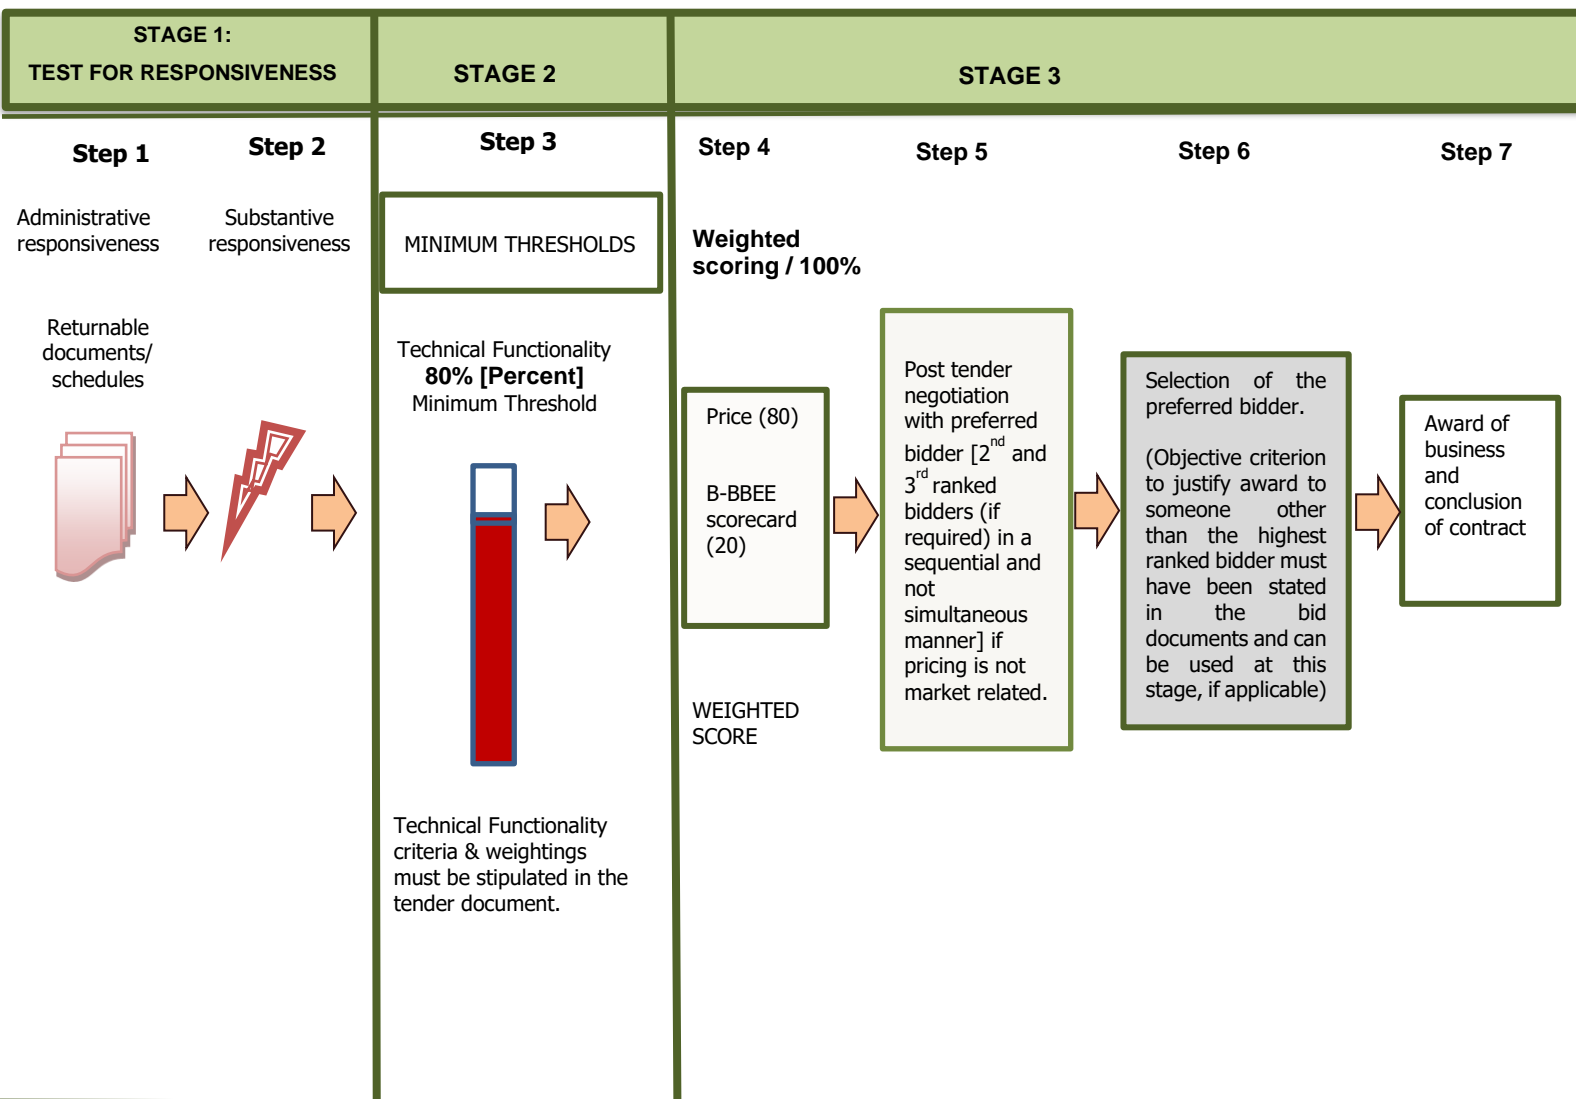 STAGE 1:
TEST FOR RESPONSIVENESS
STAGE 2
STAGE 3
Step 1
Step 2
Step 3
Step 4
Step 5
Step 6
Step 7
Administrative
responsiveness
Substantive
responsiveness
MINIMUM THRESHOLDS
Weighted
scoring / 100%
Returnable
documents/
schedules
Technical Functionality
80% [Percent]
Minimum Threshold
Technical Functionality
criteria & weightings
must be stipulated in the
tender document.
Price (80)
B-BBEE
scorecard
(20)
WEIGHTED
SCORE
Post tender
negotiation
with preferred
bidder [2nd and
3rd ranked
bidders (if
required) in a
sequential and
not
simultaneous
manner] if
pricing is not
market related.
Selection of the
preferred bidder.
(Objective criterion
to justify award to
someone other
than the highest
ranked bidder must
have been stated
in the bid
documents and can
be used at this
stage, if applicable)
Award of
business
and
conclusion
of contract